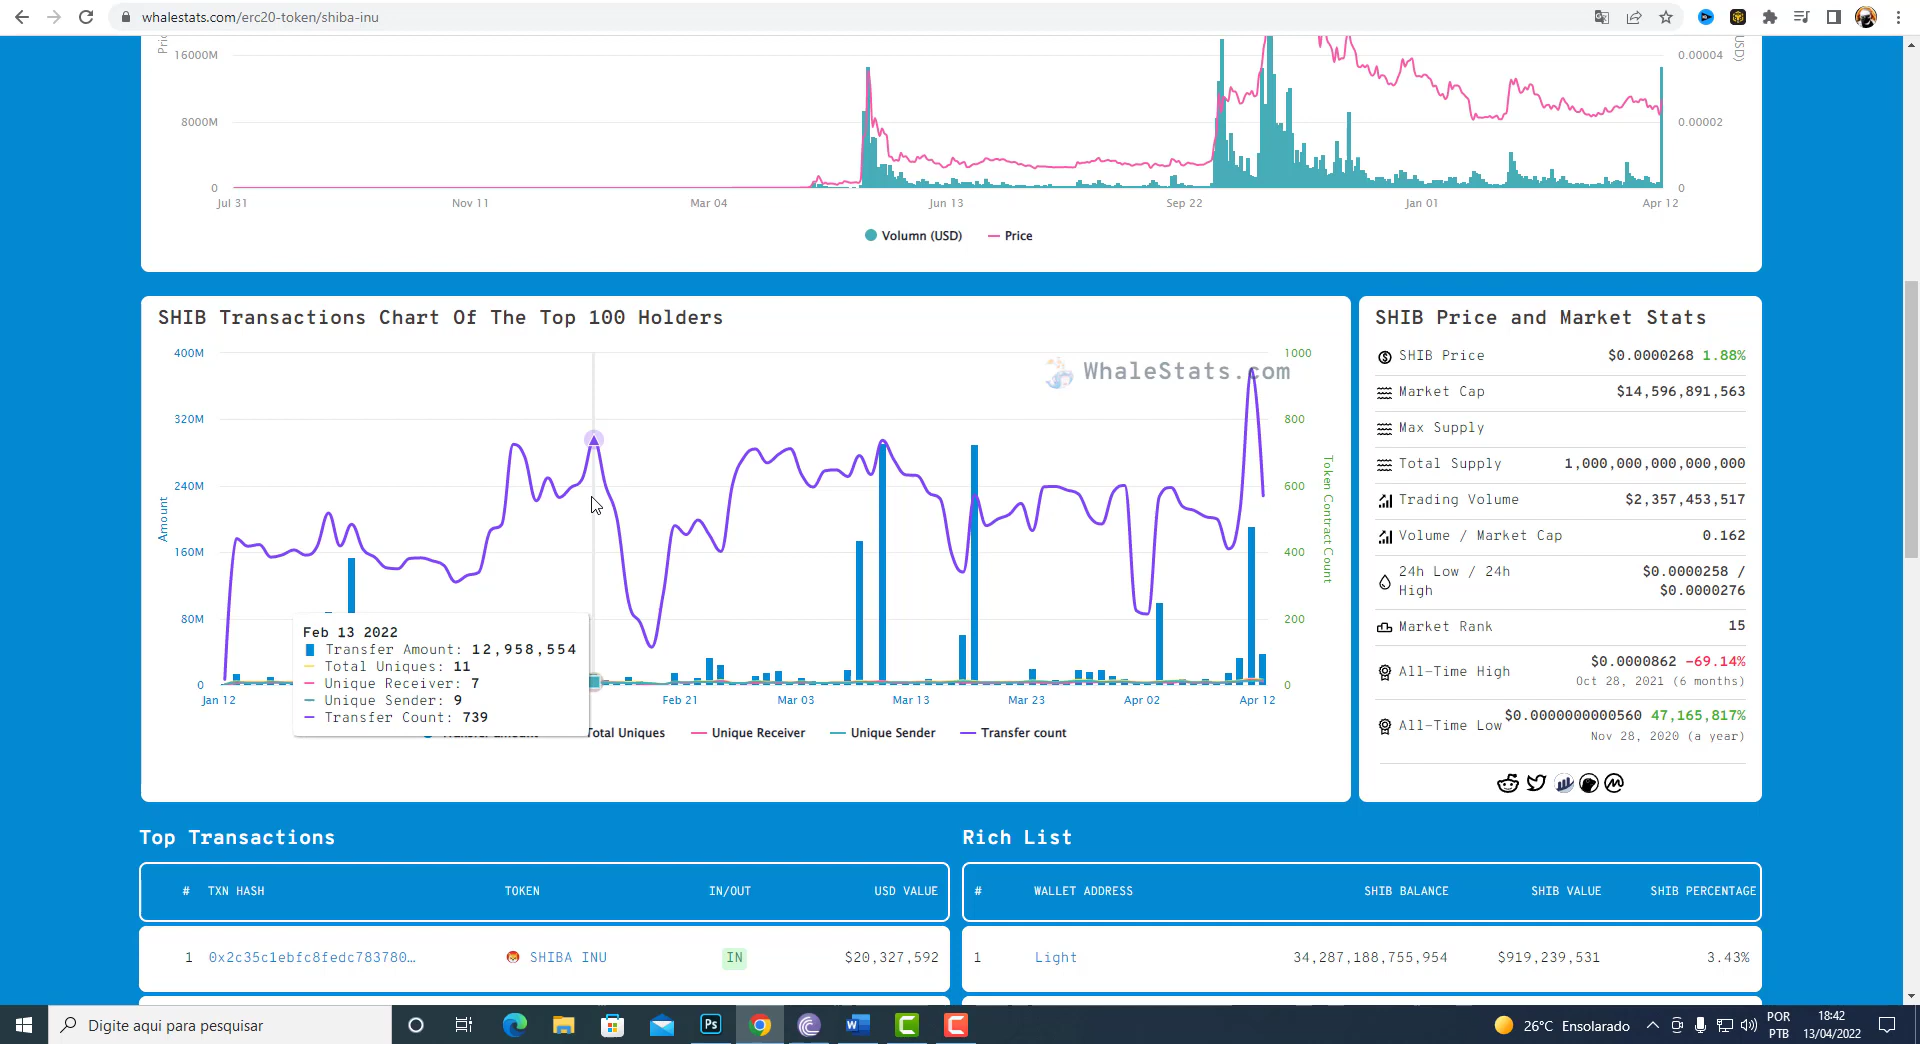 whalestats.com/erc20-token/shiba-inu
16000M
0.00004
USD)
8000M
0.00002
0
0
Jul 31
Nov 11
Mar 04
Jun 13
Sep 22
Jan 01
Apr 12
Volumn (USD)
Price
SHIB Transactions Chart Of The Top 100 Holders
WhaleStats.com
400M
320M
240M
160M
80M
0
Amount
1000
800
600
400
200
0
Token Contract Count
Jan 12
Feb 21
Mar 03
Mar 13
Mar 23
Apr 02
Apr 12
Feb 13 2022
Transfer Amount: 12,958,554
Total Uniques: 11
Unique Receiver: 7
Unique Sender: 9
Transfer Count: 739
Total Uniques
Unique Receiver
Unique Sender
Transfer count
SHIB Price and Market Stats
SHIB Price $0.0000268 1.88%
Market Cap $14,596,891,563
Max Supply
Total Supply 1,000,000,000,000,000
Trading Volume $2,357,453,517
Volume / Market Cap 0.162
24h Low / 24h High $0.0000258 / $0.0000276
Market Rank 15
All-Time High $0.0000862 -69.14%
Oct 28, 2021 (6 months)
All-Time Low $0.0000000000560 47,165,817%
Nov 28, 2020 (a year)
Top Transactions
# TXN HASH TOKEN IN/OUT USD VALUE
1 0x2c35c1ebfc8fedc783780… SHIBA INU IN $20,327,592
Rich List
# WALLET ADDRESS SHIB BALANCE SHIB VALUE SHIB PERCENTAGE
1 Light 34,287,188,755,954 $919,239,531 3.43%
Digite aqui para pesquisar
Ps
W
26°C Ensolarado
POR
PTB
18:42
13/04/2022